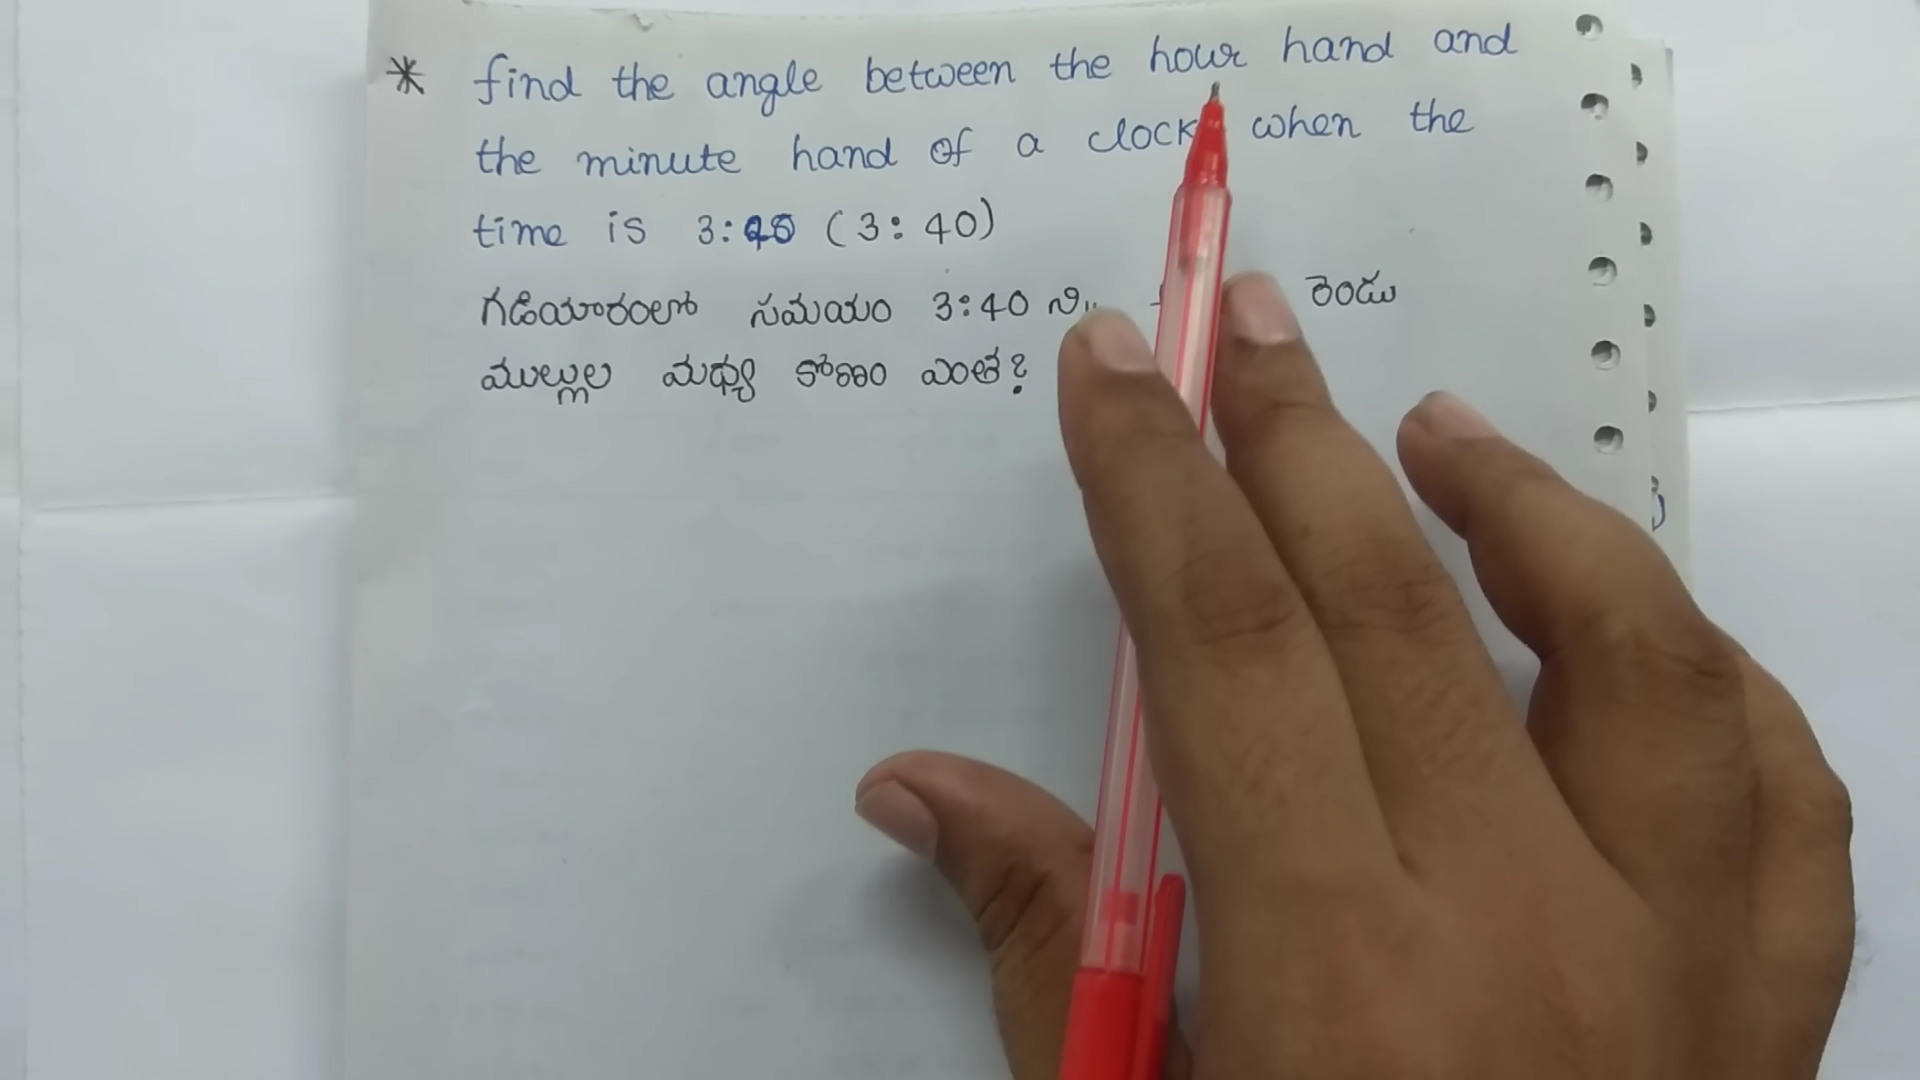 * find the angle between the hour hand and
the minute hand of a clock when the
time is 3:40 (3:40)
గడియారంలో సమయం 3:40 ని॥ రెండు
ముల్లుల మధ్య కోణం ఎంత?